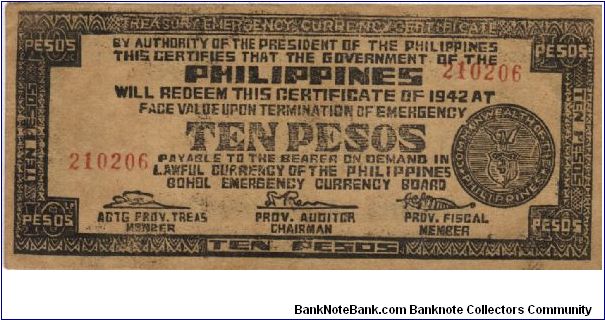 TREASURY EMERGENCY CURRENCY CERTIFICATE
PESOS PESOS
BY AUTHORITY OF THE PRESIDENT OF THE PHILIPPINES
THIS CERTIFIES THAT THE GOVERNMENT OF THE
PHILIPPINES 210206
WILL REDEEM THIS CERTIFICATE OF 1942 AT
FACE VALUE UPON TERMINATION OF EMERGENCY
TEN PESOS
TEN PESOS
TEN PESOS
COMMONWEALTH OF THE PHILIPPINES
210206 PAYABLE TO THE BEARER ON DEMAND IN
LAWFUL CURRENCY OF THE PHILIPPINES
BOHOL EMERGENCY CURRENCY BOARD
PESOS PESOS
ACTG PROV. TREAS PROV. AUDITOR PROV. FISCAL
MEMBER CHAIRMAN MEMBER
TEN PESOS
BankNoteBank.com Banknote Collectors Community